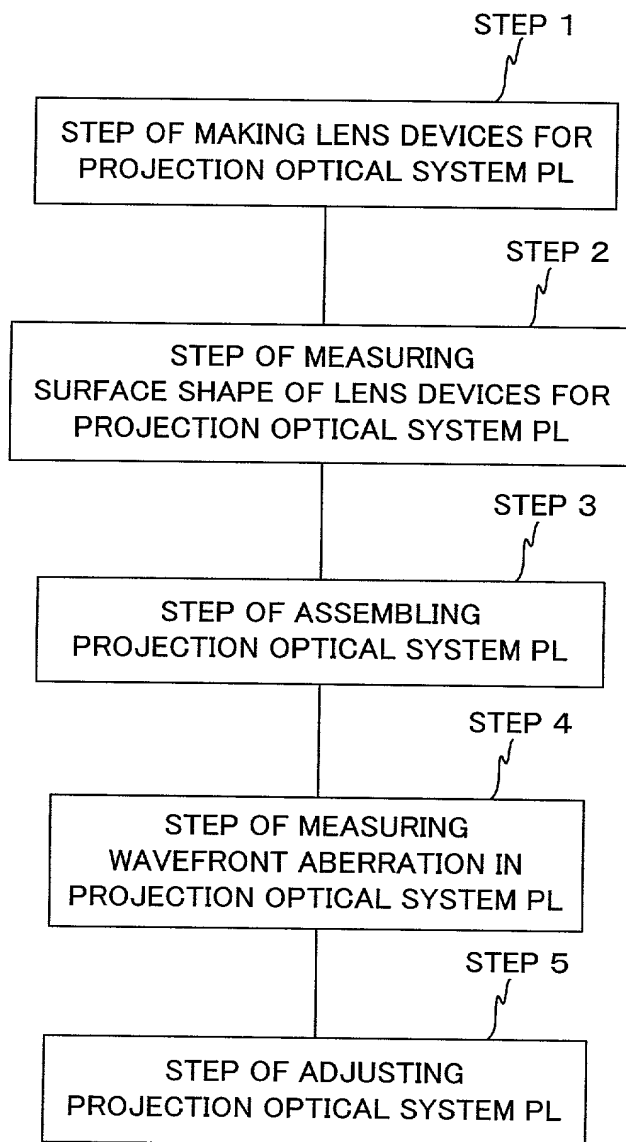 STEP 1
STEP OF MAKING LENS DEVICES FOR
PROJECTION OPTICAL SYSTEM PL
STEP 2
STEP OF MEASURING
SURFACE SHAPE OF LENS DEVICES FOR
PROJECTION OPTICAL SYSTEM PL
STEP 3
STEP OF ASSEMBLING
PROJECTION OPTICAL SYSTEM PL
STEP 4
STEP OF MEASURING
WAVEFRONT ABERRATION IN
PROJECTION OPTICAL SYSTEM PL
STEP 5
STEP OF ADJUSTING
PROJECTION OPTICAL SYSTEM PL